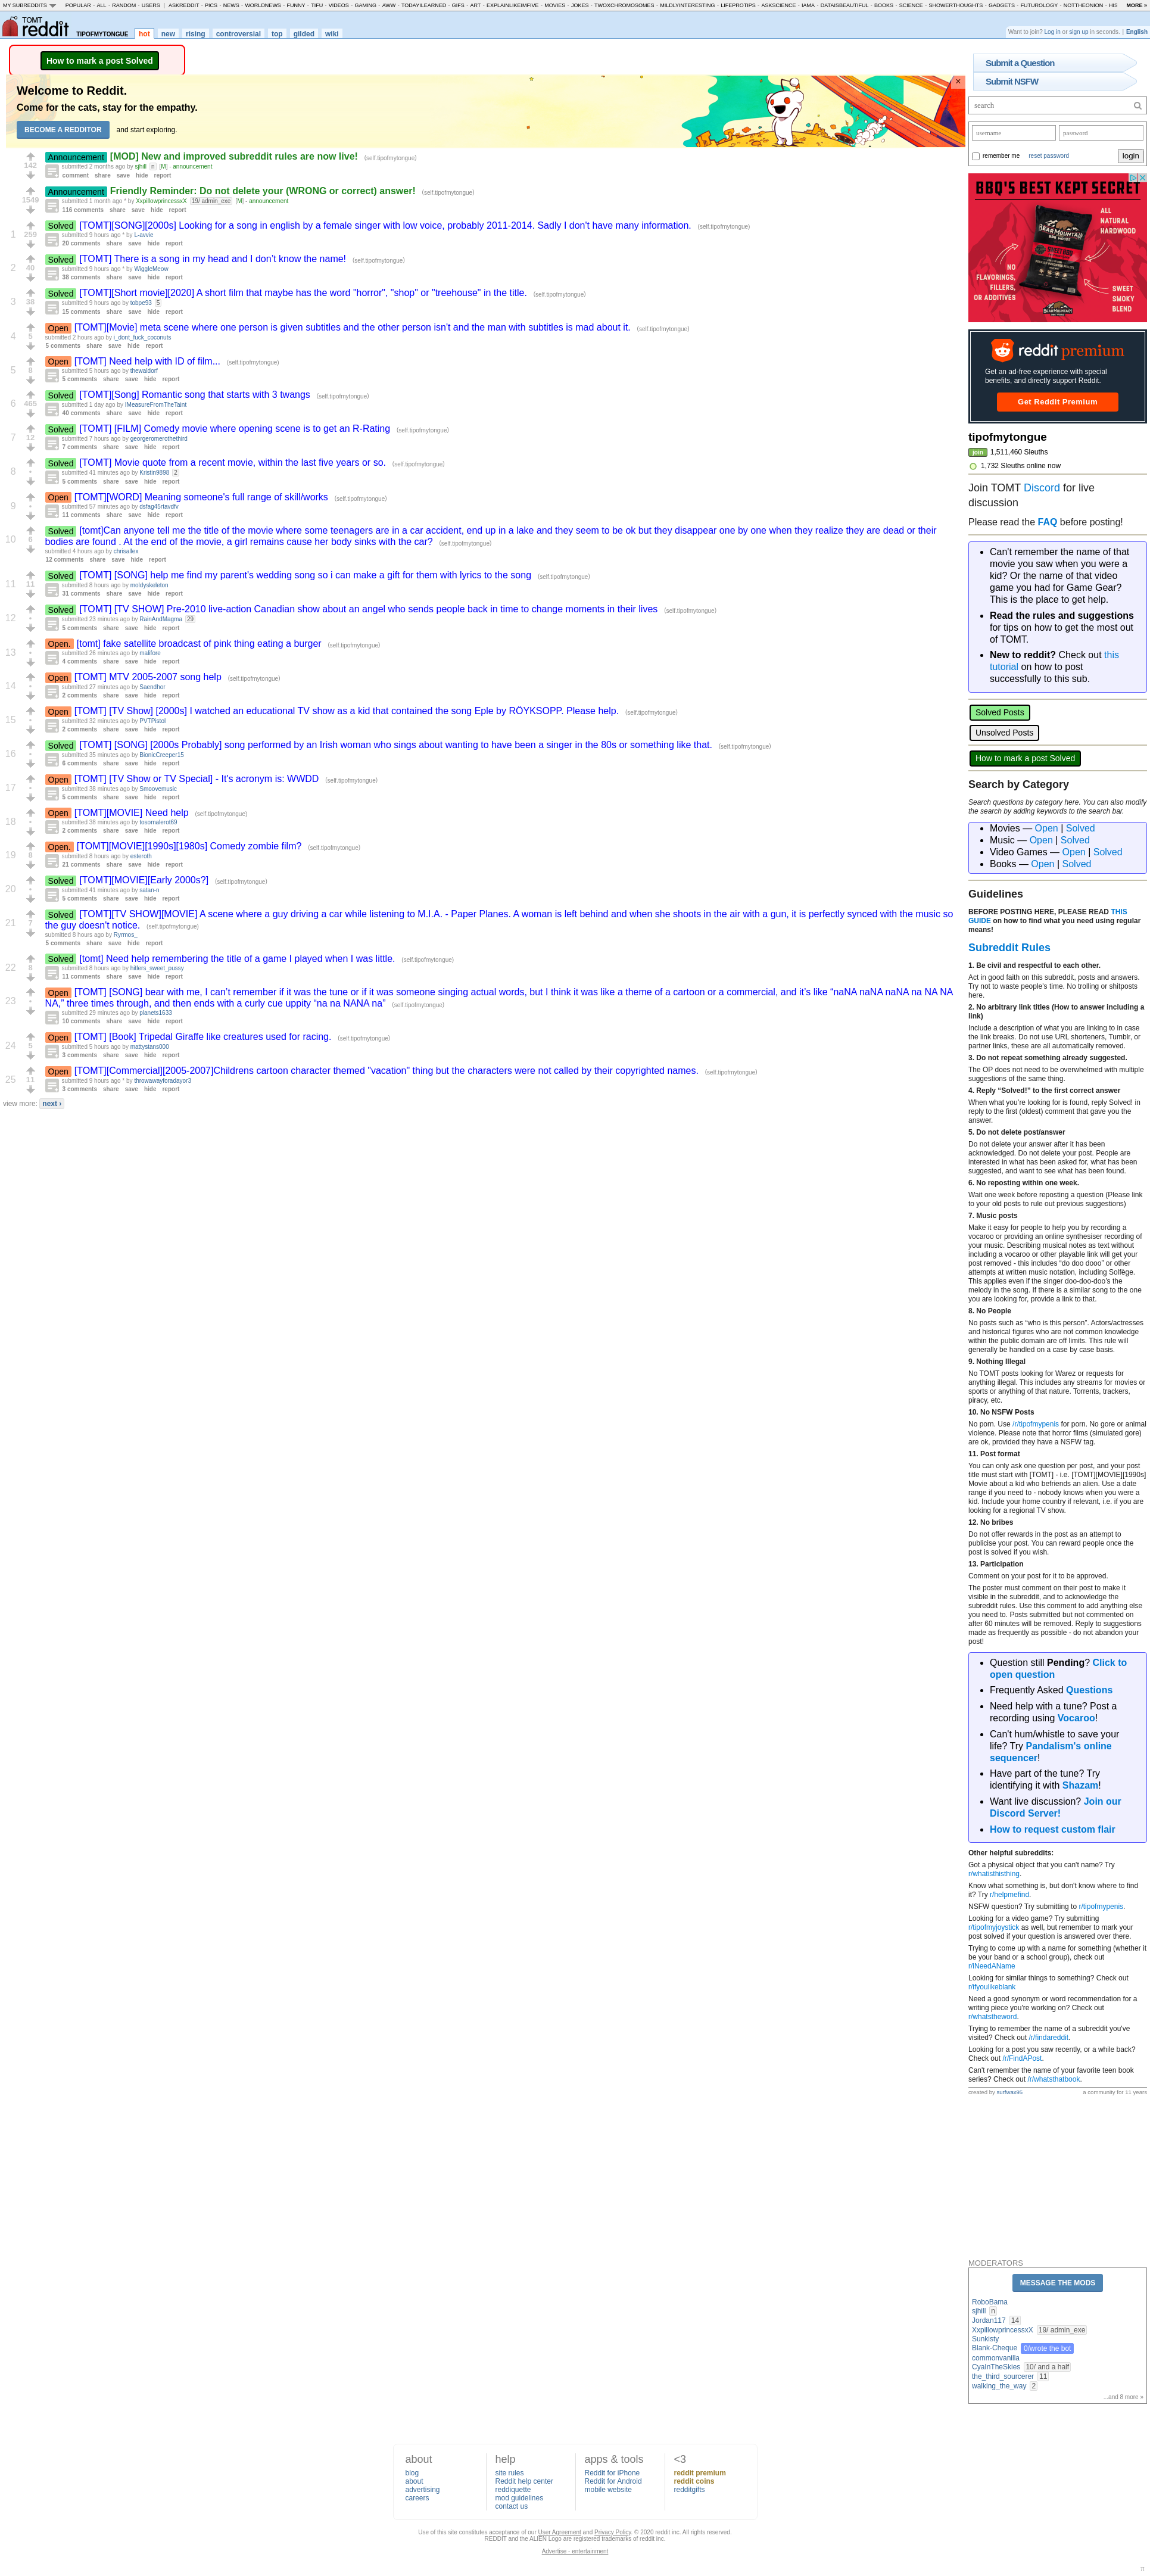 MY SUBREDDITS POPULAR - ALL - RANDOM - USERS | ASKREDDIT - PICS - NEWS - WORLDNEWS - FUNNY - TIFU - VIDEOS - GAMING - AWW - TODAYILEARNED - GIFS - ART - EXPLAINLIKEIMFIVE - MOVIES - JOKES - TWOXCHROMOSOMES - MILDLYINTERESTING - LIFEPROTIPS - ASKSCIENCE - IAMA - DATAISBEAUTIFUL - BOOKS - SCIENCE - SHOWERTHOUGHTS - GADGETS - FUTUROLOGY - NOTTHEONION - HIS MORE »
TOMT
reddit TIPOFMYTONGUE hot new rising controversial top gilded wiki
Want to join? Log in or sign up in seconds. | English
How to mark a post Solved
Welcome to Reddit.
Come for the cats, stay for the empathy.
BECOME A REDDITOR and start exploring.
×
142
Announcement [MOD] New and improved subreddit rules are now live! (self.tipofmytongue)
submitted 2 months ago by sjhill n [M] - announcement
comment share save hide report
1549
Announcement Friendly Reminder: Do not delete your (WRONG or correct) answer! (self.tipofmytongue)
submitted 1 month ago * by XxpillowprincessxX 19/ admin_exe [M] - announcement
116 comments share save hide report
1 259
Solved [TOMT][SONG][2000s] Looking for a song in english by a female singer with low voice, probably 2011-2014. Sadly I don't have many information. (self.tipofmytongue)
submitted 9 hours ago * by L-avvie
20 comments share save hide report
2 40
Solved [TOMT] There is a song in my head and I don’t know the name! (self.tipofmytongue)
submitted 9 hours ago * by WiggleMeow
38 comments share save hide report
3 38
Solved [TOMT][Short movie][2020] A short film that maybe has the word "horror", "shop" or "treehouse" in the title. (self.tipofmytongue)
submitted 9 hours ago by tobpe93 5
15 comments share save hide report
4 5
Open [TOMT][Movie] meta scene where one person is given subtitles and the other person isn't and the man with subtitles is mad about it. (self.tipofmytongue)
submitted 2 hours ago by i_dont_fuck_coconuts
5 comments share save hide report
5 8
Open [TOMT] Need help with ID of film... (self.tipofmytongue)
submitted 5 hours ago by thewaldorf
5 comments share save hide report
6 465
Solved [TOMT][Song] Romantic song that starts with 3 twangs (self.tipofmytongue)
submitted 1 day ago by IMeasureFromTheTaint
40 comments share save hide report
7 12
Solved [TOMT] [FILM] Comedy movie where opening scene is to get an R-Rating (self.tipofmytongue)
submitted 7 hours ago by georgeromerothethird
7 comments share save hide report
8 •
Solved [TOMT] Movie quote from a recent movie, within the last five years or so. (self.tipofmytongue)
submitted 41 minutes ago by Kristin9898 2
5 comments share save hide report
9 •
Open [TOMT][WORD] Meaning someone's full range of skill/works (self.tipofmytongue)
submitted 57 minutes ago by dsfag45rtavdfv
11 comments share save hide report
10 6
Solved [tomt]Can anyone tell me the title of the movie where some teenagers are in a car accident, end up in a lake and they seem to be ok but they disappear one by one when they realize they are dead or their
bodies are found . At the end of the movie, a girl remains cause her body sinks with the car? (self.tipofmytongue)
submitted 4 hours ago by chrisallex
12 comments share save hide report
11 11
Solved [TOMT] [SONG] help me find my parent's wedding song so i can make a gift for them with lyrics to the song (self.tipofmytongue)
submitted 8 hours ago by moldyskeleton
31 comments share save hide report
12 •
Solved [TOMT] [TV SHOW] Pre-2010 live-action Canadian show about an angel who sends people back in time to change moments in their lives (self.tipofmytongue)
submitted 23 minutes ago by RainAndMagma 29
5 comments share save hide report
13 •
Open. [tomt] fake satellite broadcast of pink thing eating a burger (self.tipofmytongue)
submitted 26 minutes ago by malifore
4 comments share save hide report
14 •
Open [TOMT] MTV 2005-2007 song help (self.tipofmytongue)
submitted 27 minutes ago by Saendhor
2 comments share save hide report
15 •
Open [TOMT] [TV Show] [2000s] I watched an educational TV show as a kid that contained the song Eple by RÖYKSOPP. Please help. (self.tipofmytongue)
submitted 32 minutes ago by PVTPistol
2 comments share save hide report
16 •
Solved [TOMT] [SONG] [2000s Probably] song performed by an Irish woman who sings about wanting to have been a singer in the 80s or something like that. (self.tipofmytongue)
submitted 35 minutes ago by BionicCreeper15
6 comments share save hide report
17 •
Open [TOMT] [TV Show or TV Special] - It's acronym is: WWDD (self.tipofmytongue)
submitted 38 minutes ago by Smoovemusic
5 comments share save hide report
18 •
Open [TOMT][MOVIE] Need help (self.tipofmytongue)
submitted 38 minutes ago by tosomalerot69
2 comments share save hide report
19 8
Open. [TOMT][MOVIE][1990s][1980s] Comedy zombie film? (self.tipofmytongue)
submitted 8 hours ago by esteroth
21 comments share save hide report
20 •
Solved [TOMT][MOVIE][Early 2000s?] (self.tipofmytongue)
submitted 41 minutes ago by satan-n
5 comments share save hide report
21 7
Solved [TOMT][TV SHOW][MOVIE] A scene where a guy driving a car while listening to M.I.A. - Paper Planes. A woman is left behind and when she shoots in the air with a gun, it is perfectly synced with the music so
the guy doesn't notice. (self.tipofmytongue)
submitted 8 hours ago by Ryrmos_
5 comments share save hide report
22 8
Solved [tomt] Need help remembering the title of a game I played when I was little. (self.tipofmytongue)
submitted 8 hours ago by hitlers_sweet_pussy
11 comments share save hide report
23 •
Open [TOMT] [SONG] bear with me, I can’t remember if it was the tune or if it was someone singing actual words, but I think it was like a theme of a cartoon or a commercial, and it’s like “naNA naNA naNA na NA NA
NA,” three times through, and then ends with a curly cue uppity “na na NANA na” (self.tipofmytongue)
submitted 29 minutes ago by planets1633
10 comments share save hide report
24 5
Open [TOMT] [Book] Tripedal Giraffe like creatures used for racing. (self.tipofmytongue)
submitted 5 hours ago by mattystans000
3 comments share save hide report
25 11
Open [TOMT][Commercial][2005-2007]Childrens cartoon character themed "vacation" thing but the characters were not called by their copyrighted names. (self.tipofmytongue)
submitted 9 hours ago * by throwawayforadayor3
3 comments share save hide report
view more: next ›
Submit a Question
Submit NSFW
search
username password
remember me reset password login
BBQ'S BEST KEPT SECRET
ALL NATURAL HARDWOOD
BEAR MOUNTAIN
NO FLAVORINGS, FILLERS, OR ADDITIVES
SWEET SMOKY BLEND
reddit premium
Get an ad-free experience with special
benefits, and directly support Reddit.
Get Reddit Premium
tipofmytongue
join 1,511,460 Sleuths
1,732 Sleuths online now
Join TOMT Discord for live
discussion
Please read the FAQ before posting!
Can't remember the name of that
movie you saw when you were a
kid? Or the name of that video
game you had for Game Gear?
This is the place to get help.
Read the rules and suggestions
for tips on how to get the most out
of TOMT.
New to reddit? Check out this
tutorial on how to post
successfully to this sub.
Solved Posts
Unsolved Posts
How to mark a post Solved
Search by Category
Search questions by category here. You can also modify
the search by adding keywords to the search bar.
Movies — Open | Solved
Music — Open | Solved
Video Games — Open | Solved
Books — Open | Solved
Guidelines
BEFORE POSTING HERE, PLEASE READ THIS
GUIDE on how to find what you need using regular
means!
Subreddit Rules
1. Be civil and respectful to each other.
Act in good faith on this subreddit, posts and answers.
Try not to waste people's time. No trolling or shitposts
here.
2. No arbitrary link titles (How to answer including a
link)
Include a description of what you are linking to in case
the link breaks. Do not use URL shorteners, Tumblr, or
partner links, these are all automatically removed.
3. Do not repeat something already suggested.
The OP does not need to be overwhelmed with multiple
suggestions of the same thing.
4. Reply “Solved!” to the first correct answer
When what you're looking for is found, reply Solved! in
reply to the first (oldest) comment that gave you the
answer.
5. Do not delete post/answer
Do not delete your answer after it has been
acknowledged. Do not delete your post. People are
interested in what has been asked for, what has been
suggested, and want to see what has been found.
6. No reposting within one week.
Wait one week before reposting a question (Please link
to your old posts to rule out previous suggestions)
7. Music posts
Make it easy for people to help you by recording a
vocaroo or providing an online synthesiser recording of
your music. Describing musical notes as text without
including a vocaroo or other playable link will get your
post removed - this includes “do doo dooo” or other
attempts at written music notation, including Solfège.
This applies even if the singer doo-doo-doo's the
melody in the song. If there is a similar song to the one
you are looking for, provide a link to that.
8. No People
No posts such as “who is this person”. Actors/actresses
and historical figures who are not common knowledge
within the public domain are off limits. This rule will
generally be handled on a case by case basis.
9. Nothing Illegal
No TOMT posts looking for Warez or requests for
anything illegal. This includes any streams for movies or
sports or anything of that nature. Torrents, trackers,
piracy, etc.
10. No NSFW Posts
No porn. Use /r/tipofmypenis for porn. No gore or animal
violence. Please note that horror films (simulated gore)
are ok, provided they have a NSFW tag.
11. Post format
You can only ask one question per post, and your post
title must start with [TOMT] - i.e. [TOMT][MOVIE][1990s]
Movie about a kid who befriends an alien. Use a date
range if you need to - nobody knows when you were a
kid. Include your home country if relevant, i.e. if you are
looking for a regional TV show.
12. No bribes
Do not offer rewards in the post as an attempt to
publicise your post. You can reward people once the
post is solved if you wish.
13. Participation
Comment on your post for it to be approved.
The poster must comment on their post to make it
visible in the subreddit, and to acknowledge the
subreddit rules. Use this comment to add anything else
you need to. Posts submitted but not commented on
after 60 minutes will be removed. Reply to suggestions
made as frequently as possible - do not abandon your
post!
Question still Pending? Click to
open question
Frequently Asked Questions
Need help with a tune? Post a
recording using Vocaroo!
Can't hum/whistle to save your
life? Try Pandalism's online
sequencer!
Have part of the tune? Try
identifying it with Shazam!
Want live discussion? Join our
Discord Server!
How to request custom flair
Other helpful subreddits:
Got a physical object that you can't name? Try
r/whatisthisthing.
Know what something is, but don't know where to find
it? Try r/helpmefind.
NSFW question? Try submitting to r/tipofmypenis.
Looking for a video game? Try submitting
r/tipofmyjoystick as well, but remember to mark your
post solved if your question is answered over there.
Trying to come up with a name for something (whether it
be your band or a school group), check out
r/iNeedAName
Looking for similar things to something? Check out
r/ifyoulikeblank
Need a good synonym or word recommendation for a
writing piece you're working on? Check out
r/whatstheword.
Trying to remember the name of a subreddit you've
visited? Check out /r/findareddit.
Looking for a post you saw recently, or a while back?
Check out /r/FindAPost.
Can't remember the name of your favorite teen book
series? Check out /r/whatsthatbook.
created by surfwax95 a community for 11 years
MODERATORS
MESSAGE THE MODS
RoboBama
sjhill n
Jordan117 14
XxpillowprincessxX 19/ admin_exe
Sunkisty
Blank-Cheque 0/wrote the bot
commonvanilla
CyaInTheSkies 10/ and a half
the_third_sourcerer 11
walking_the_way 2
...and 8 more »
about
blog
about
advertising
careers
help
site rules
Reddit help center
reddiquette
mod guidelines
contact us
apps & tools
Reddit for iPhone
Reddit for Android
mobile website
<3
reddit premium
reddit coins
redditgifts
Use of this site constitutes acceptance of our User Agreement and Privacy Policy. © 2020 reddit inc. All rights reserved.
REDDIT and the ALIEN Logo are registered trademarks of reddit inc.
Advertise - entertainment
π